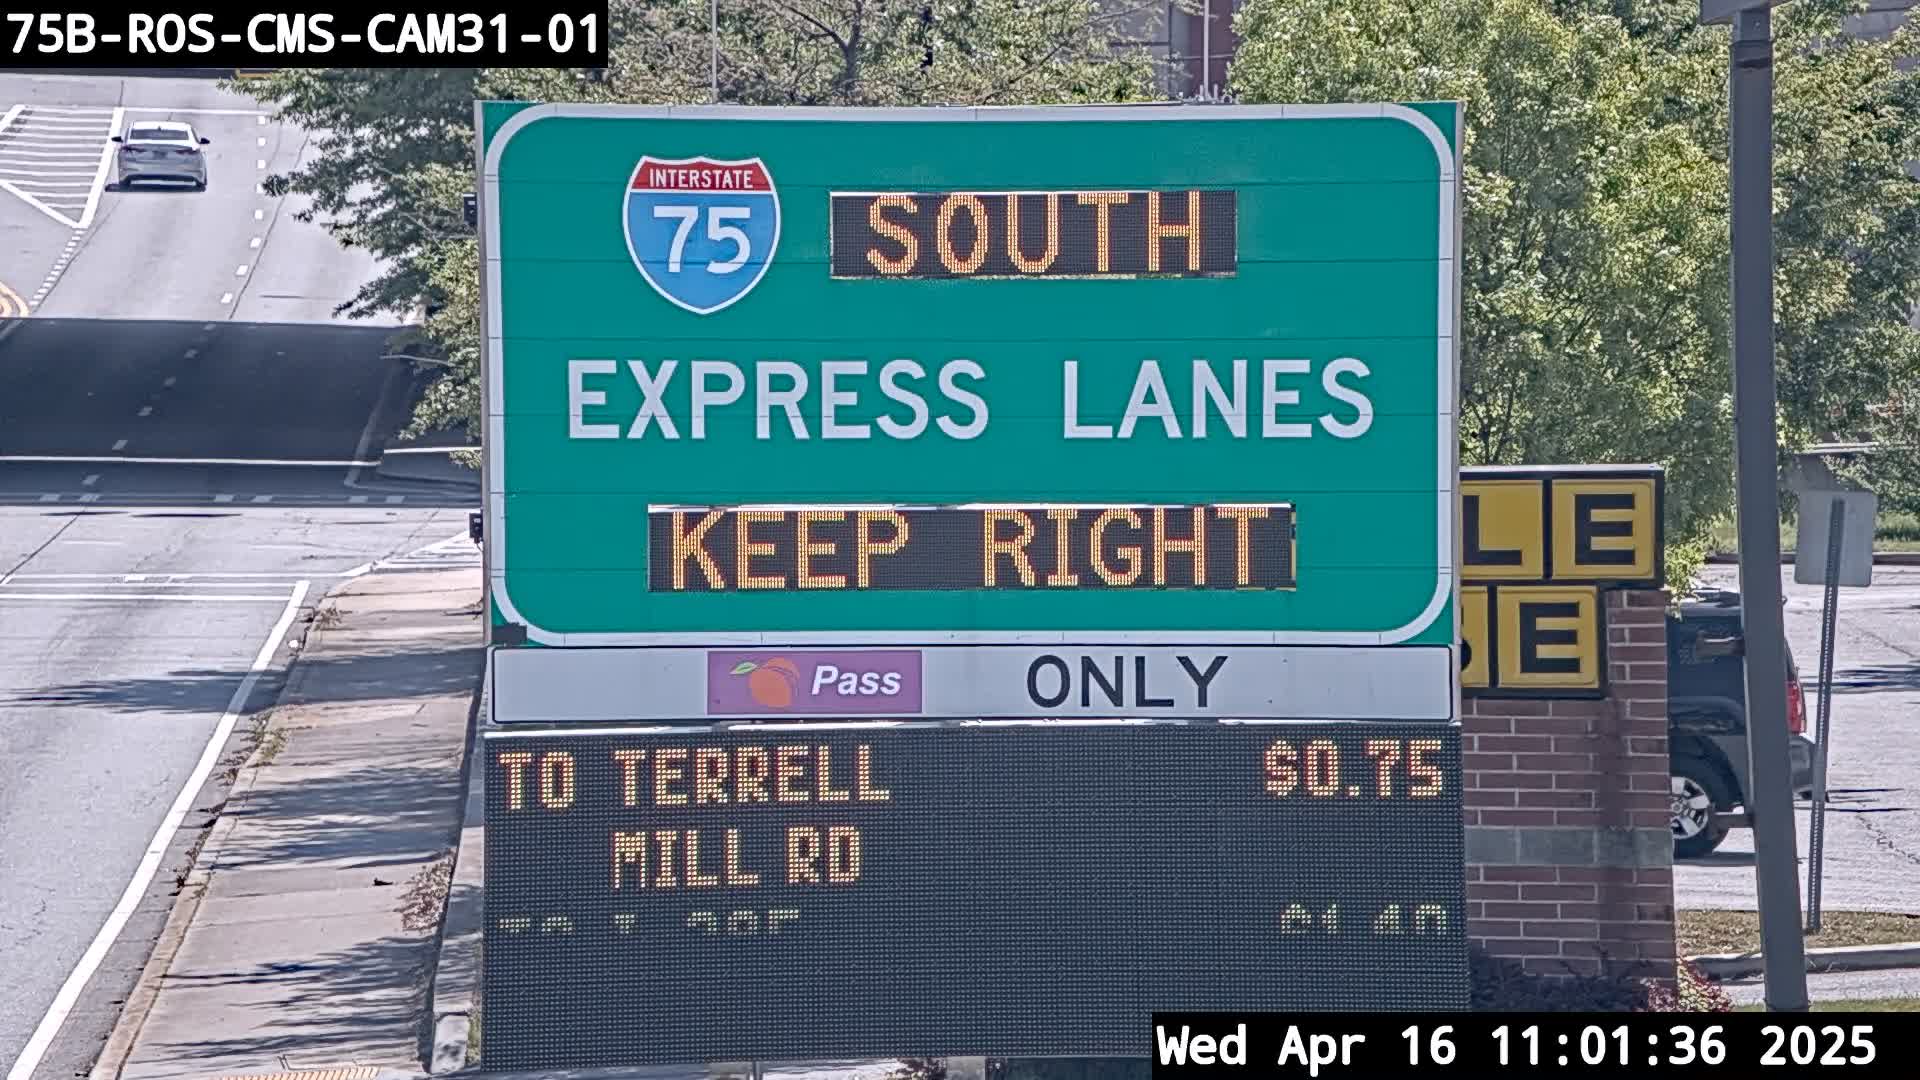 75B-ROS-CMS-CAM31-01
INTERSTATE
75
SOUTH
EXPRESS LANES
KEEP RIGHT
Pass ONLY
LE
E
TO TERRELL $0.75
MILL RD
Wed Apr 16 11:01:36 2025